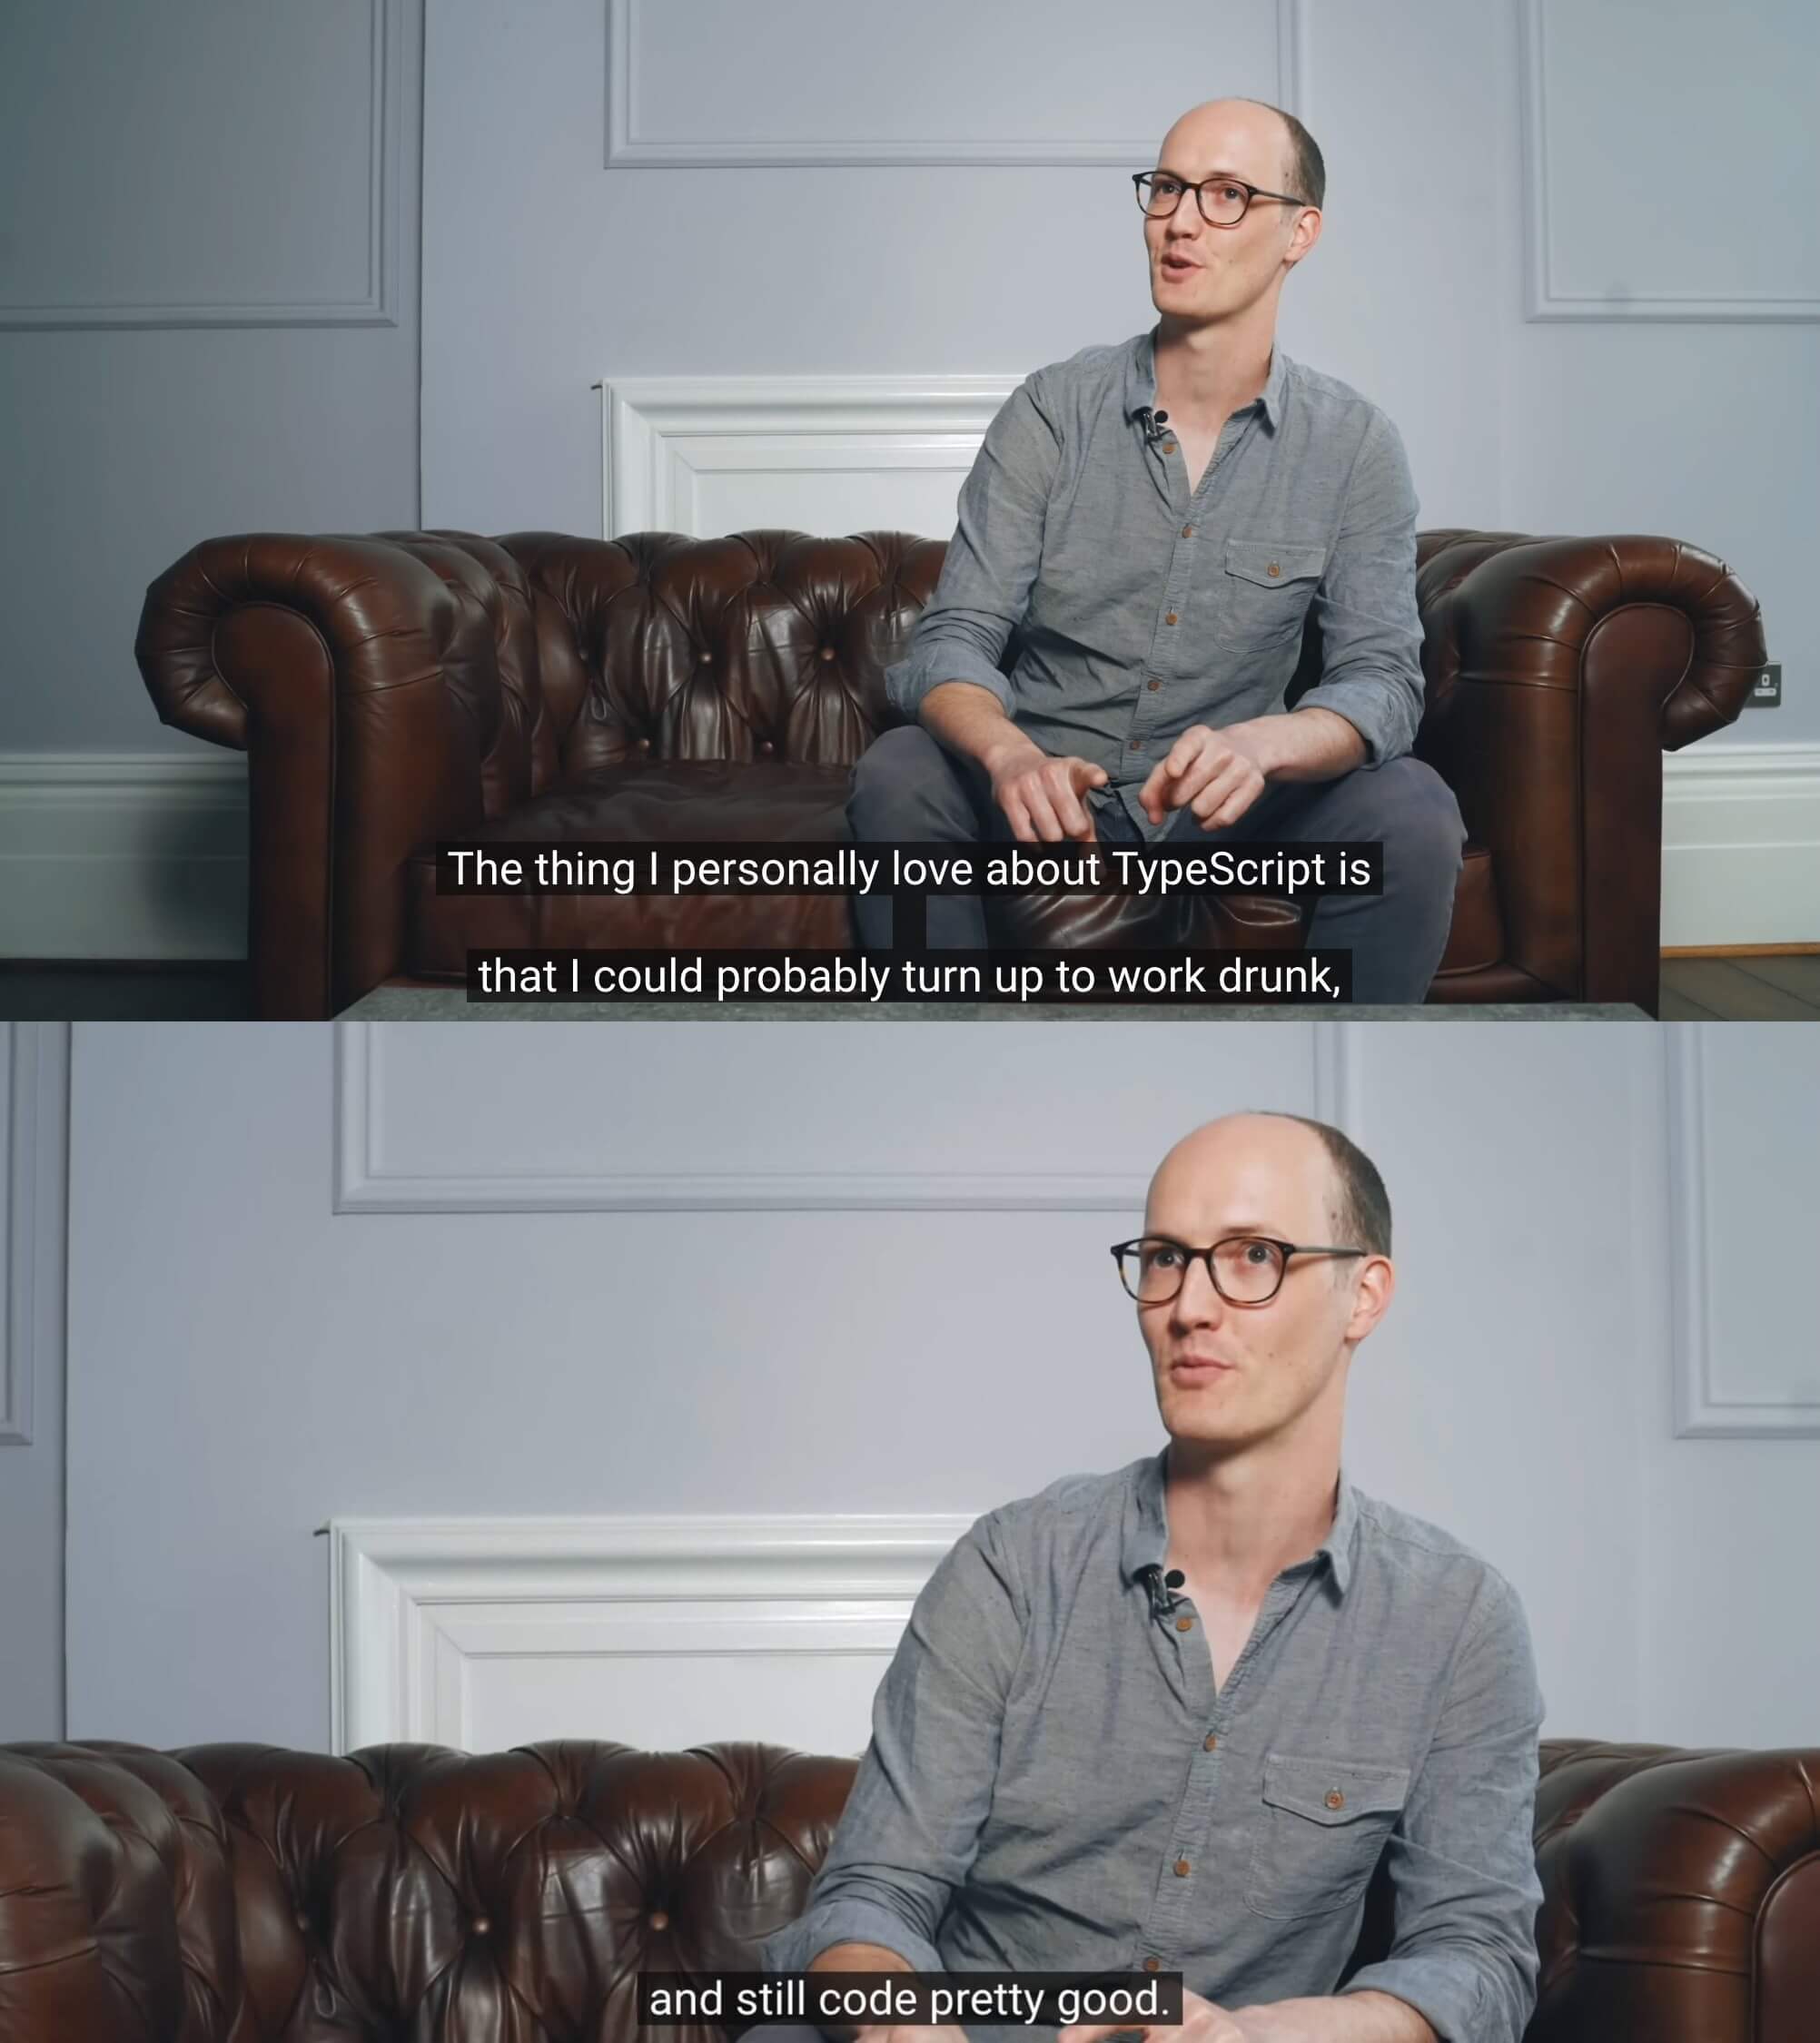 The thing I personally love about TypeScript is
that I could probably turn up to work drunk,
and still code pretty good.